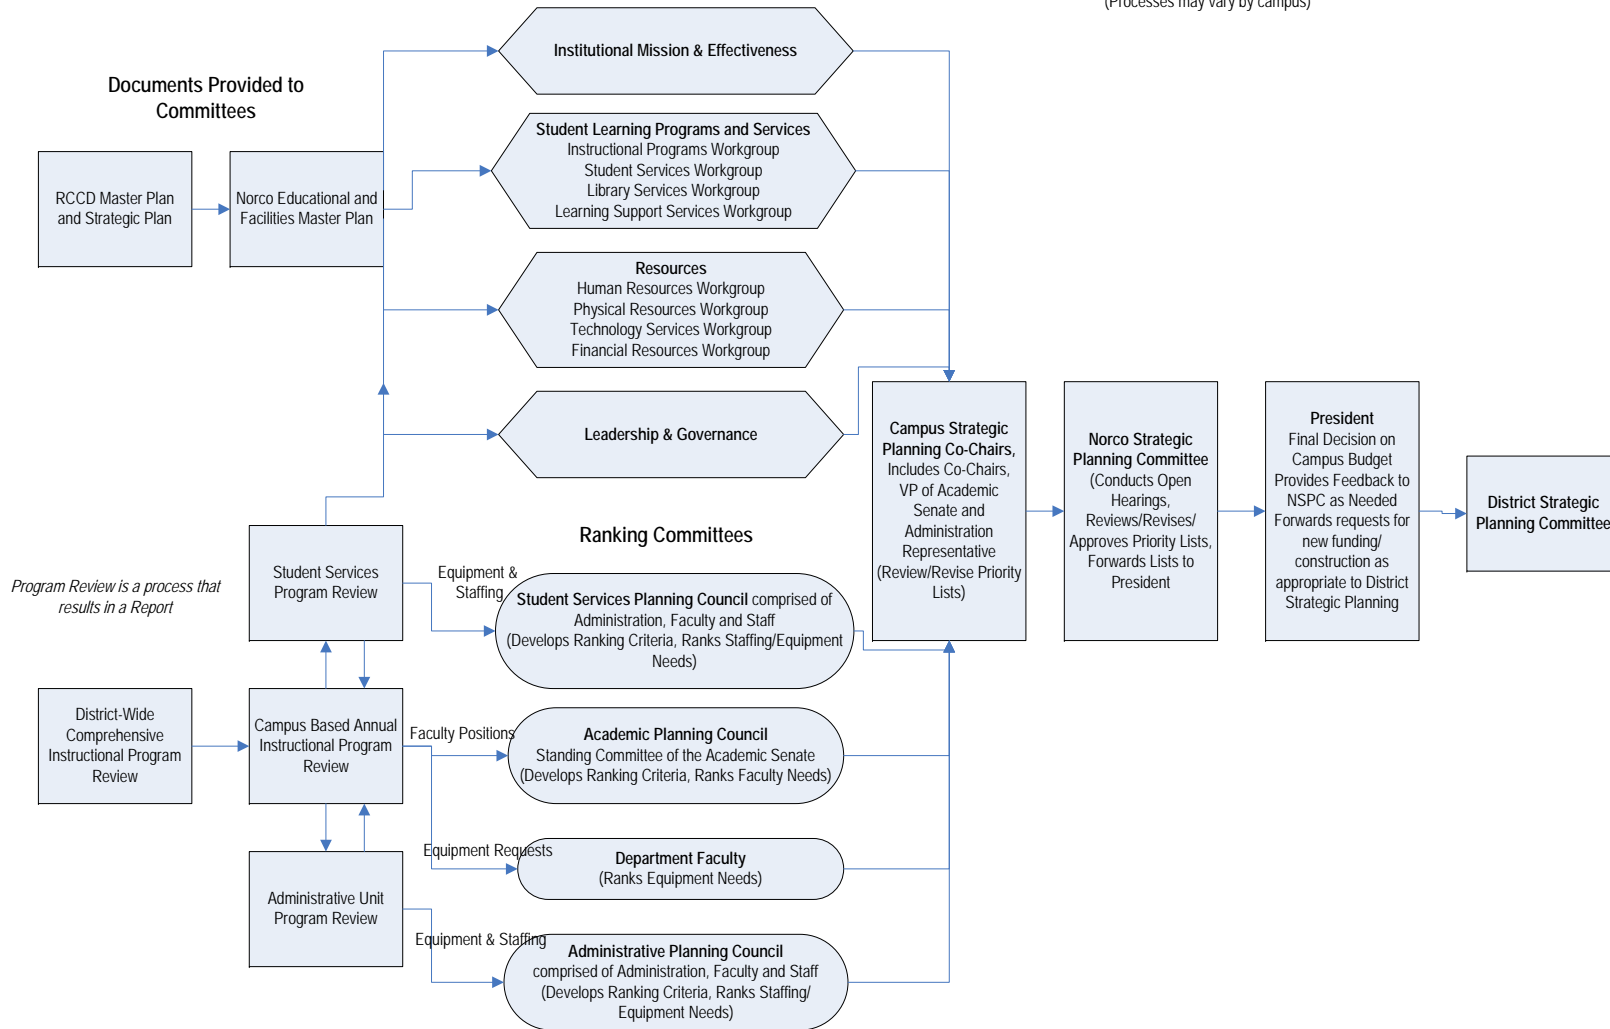 (Processes may vary by campus)
Documents Provided to
Committees
RCCD Master Plan
and Strategic Plan
Norco Educational and
Facilities Master Plan
Institutional Mission & Effectiveness
Student Learning Programs and Services
Instructional Programs Workgroup
Student Services Workgroup
Library Services Workgroup
Learning Support Services Workgroup
Resources
Human Resources Workgroup
Physical Resources Workgroup
Technology Services Workgroup
Financial Resources Workgroup
Leadership & Governance
Campus Strategic
Planning Co-Chairs,
Includes Co-Chairs,
VP of Academic
Senate and
Administration
Representative
(Review/Revise Priority
Lists)
Norco Strategic
Planning Committee
(Conducts Open
Hearings,
Reviews/Revises/
Approves Priority Lists,
Forwards Lists to
President
President
Final Decision on
Campus Budget
Provides Feedback to
NSPC as Needed
Forwards requests for
new funding/
construction as
appropriate to District
Strategic Planning
District Strategic
Planning Committee
Ranking Committees
Program Review is a process that
results in a Report
Student Services
Program Review
Equipment &
Staffing
Student Services Planning Council comprised of
Administration, Faculty and Staff
(Develops Ranking Criteria, Ranks Staffing/Equipment
Needs)
District-Wide
Comprehensive
Instructional Program
Review
Campus Based Annual
Instructional Program
Review
Faculty Positions
Academic Planning Council
Standing Committee of the Academic Senate
(Develops Ranking Criteria, Ranks Faculty Needs)
Equipment Requests
Department Faculty
(Ranks Equipment Needs)
Administrative Unit
Program Review
Equipment & Staffing
Administrative Planning Council
comprised of Administration, Faculty and Staff
(Develops Ranking Criteria, Ranks Staffing/
Equipment Needs)